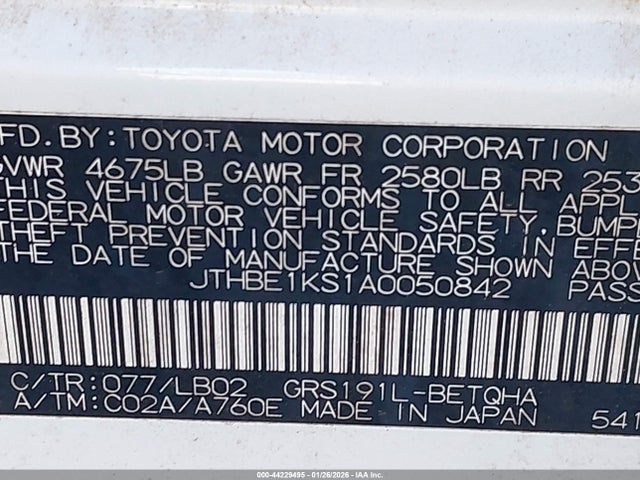 MFD.BY:TOYOTA MOTOR CORPORATION
GVWR 4675LB GAWR FR 2580LB RR 253
THIS VEHICLE CONFORMS TO ALL APPL
FEDERAL MOTOR VEHICLE SAFETY,BUMP
THEFT PREVENTION STANDARDS IN EFFE
THE DATE OF MANUFACTURE SHOWN ABOV
JTHBE1KS1A0050842 PASS
C/TR:077/LB02 GRS191L-BETQHA
A/TM:C02A/A760E MADE IN JAPAN 541
000-44229495 - 01/26/2026 - IAA Inc.